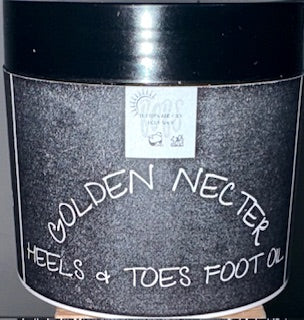 GOLDEN NECTER
HEELS & TOES FOOT OIL